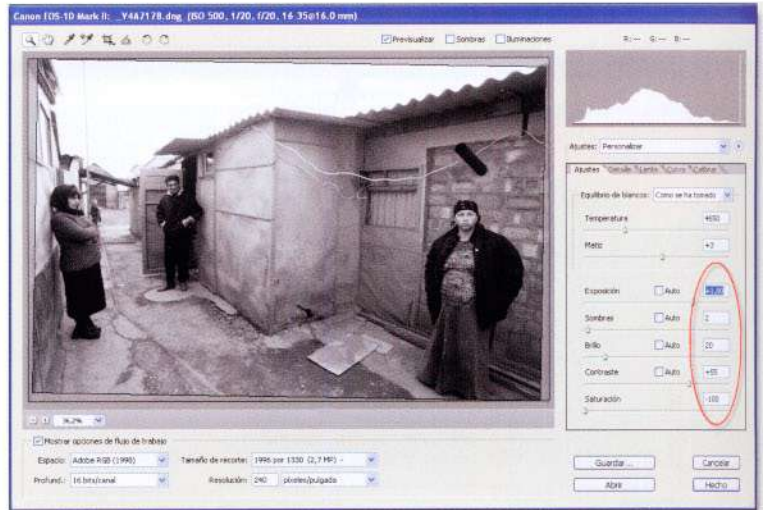 Canon EOS-1D Mark II: _Y4A7178.dng (ISO 500, 1/20, f/20, 16-35@16.0 mm)
Previsualizar Sombras Iluminaciones
R: --- G: --- B: ---
Ajustes: Personalizar
Ajustes Detalle Lente Curva Calibrar
Equilibrio de blancos: Como se ha tomado
Temperatura 4650
Matiz +3
Exposición Auto
Sombras Auto 2
Brillo Auto 20
Contraste Auto +55
Saturación -100
36,2%
Mostrar opciones de flujo de trabajo
Espacio: Adobe RGB (1998) Tamaño de recorte: 1996 por 1330 (2,7 MP) -
Profund.: 16 bits/canal Resolución: 240 píxeles/pulgada
Guardar ... Cancelar
Abrir Hecho